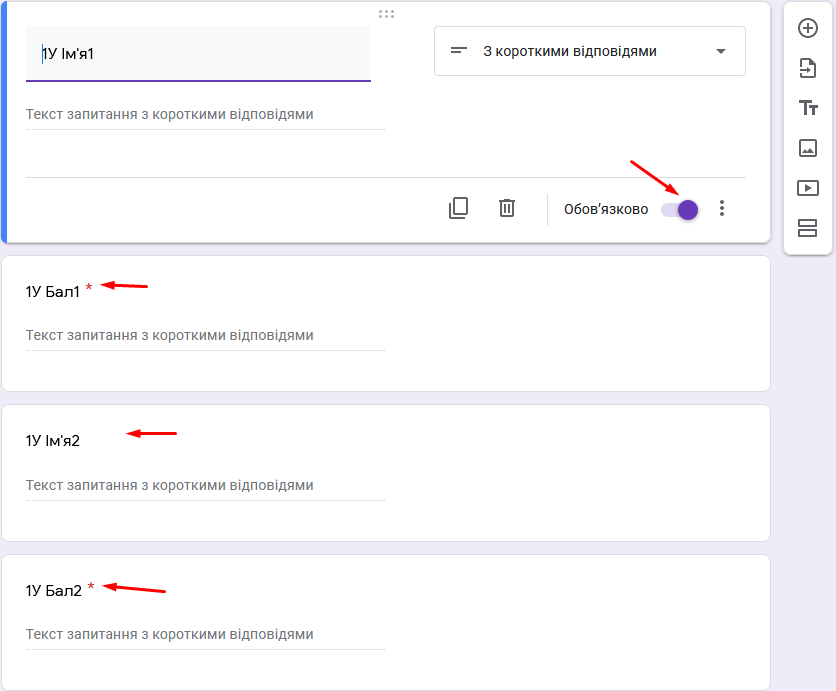 1У Ім'я1
З короткими відповідями
Текст запитання з короткими відповідями
Обов’язково
1У Бал1 *
Текст запитання з короткими відповідями
1У Ім'я2
Текст запитання з короткими відповідями
1У Бал2 *
Текст запитання з короткими відповідями